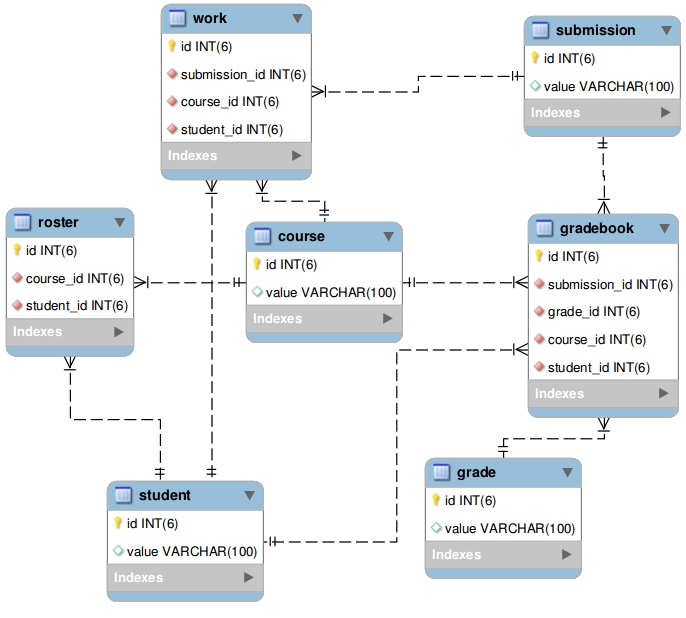 work
id INT(6)
submission_id INT(6)
course_id INT(6)
student_id INT(6)
Indexes
submission
id INT(6)
value VARCHAR(100)
Indexes
roster
id INT(6)
course_id INT(6)
student_id INT(6)
Indexes
course
id INT(6)
value VARCHAR(100)
Indexes
gradebook
id INT(6)
submission_id INT(6)
grade_id INT(6)
course_id INT(6)
student_id INT(6)
Indexes
student
id INT(6)
value VARCHAR(100)
Indexes
grade
id INT(6)
value VARCHAR(100)
Indexes